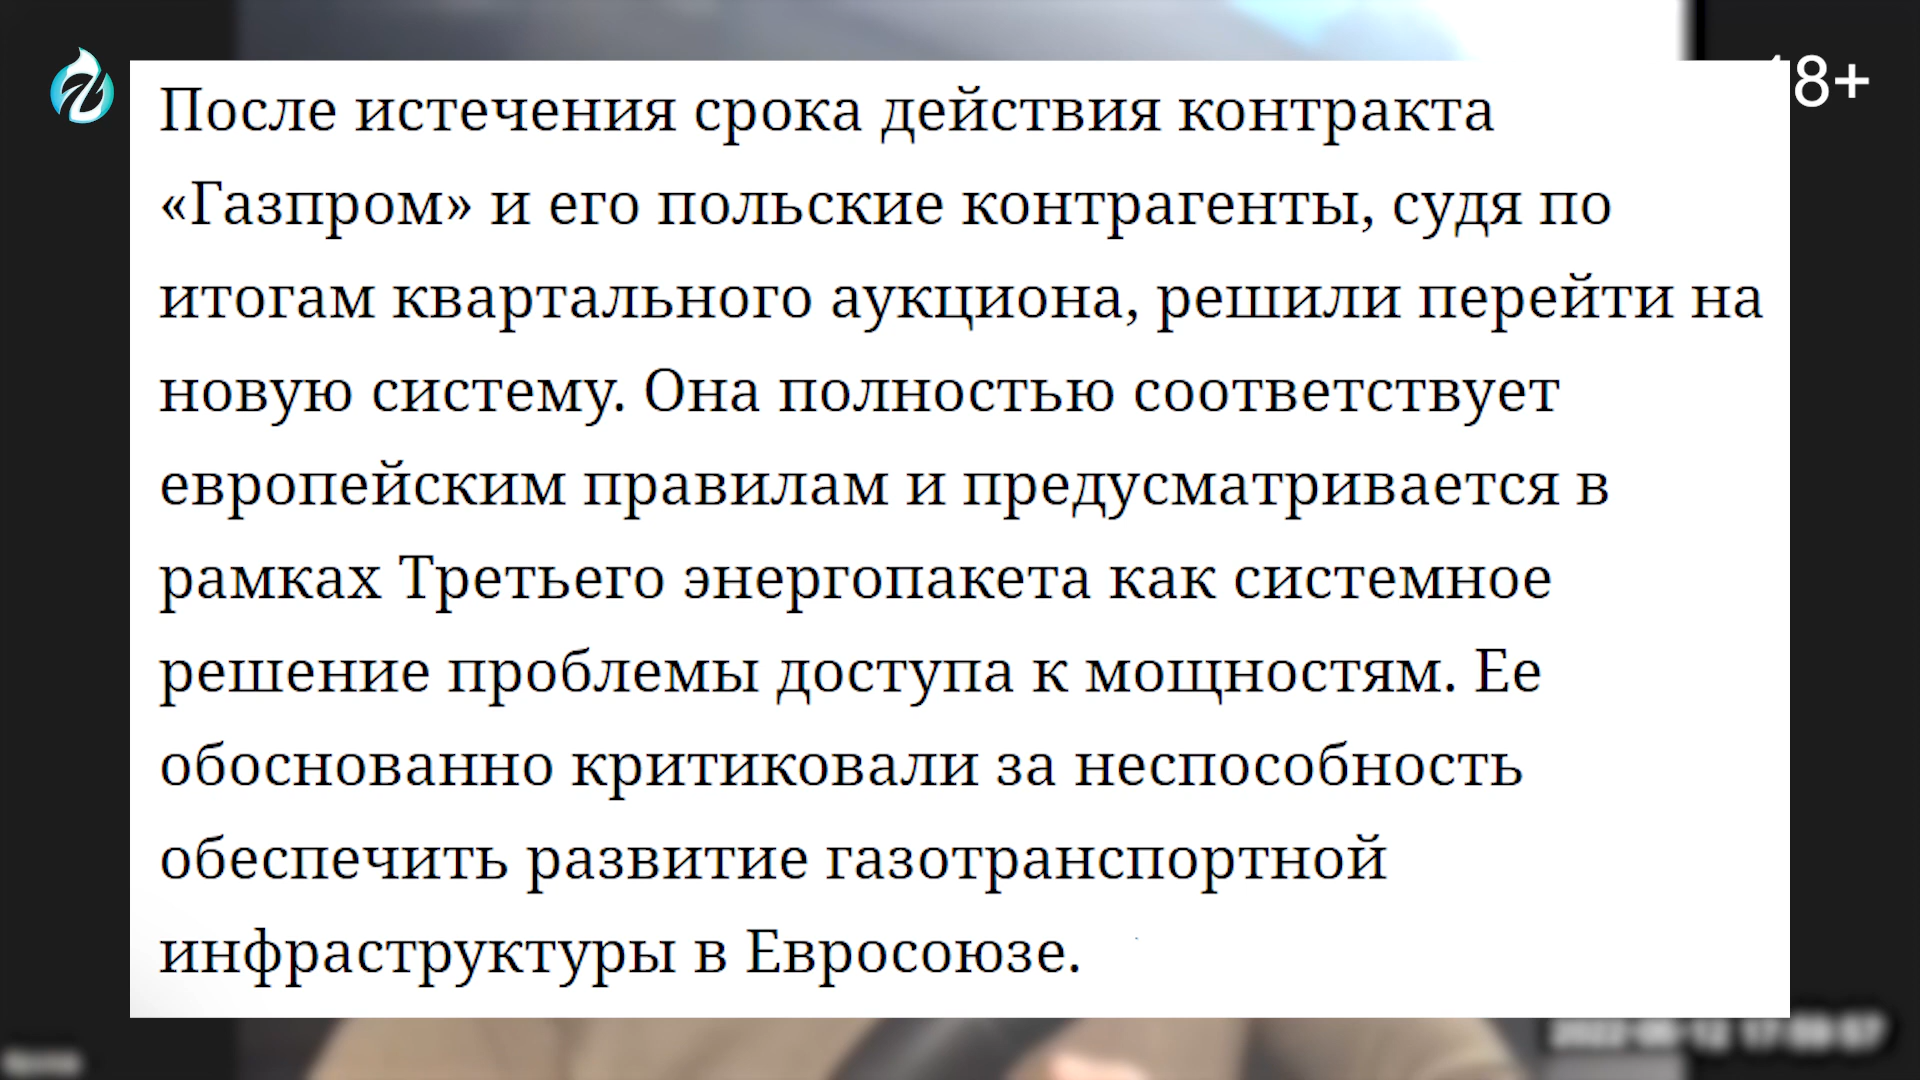 18+
После истечения срока действия контракта
«Газпром» и его польские контрагенты, судя по
итогам квартального аукциона, решили перейти на
новую систему. Она полностью соответствует
европейским правилам и предусматривается в
рамках Третьего энергопакета как системное
решение проблемы доступа к мощностям. Ее
обоснованно критиковали за неспособность
обеспечить развитие газотранспортной
инфраструктуры в Евросоюзе.